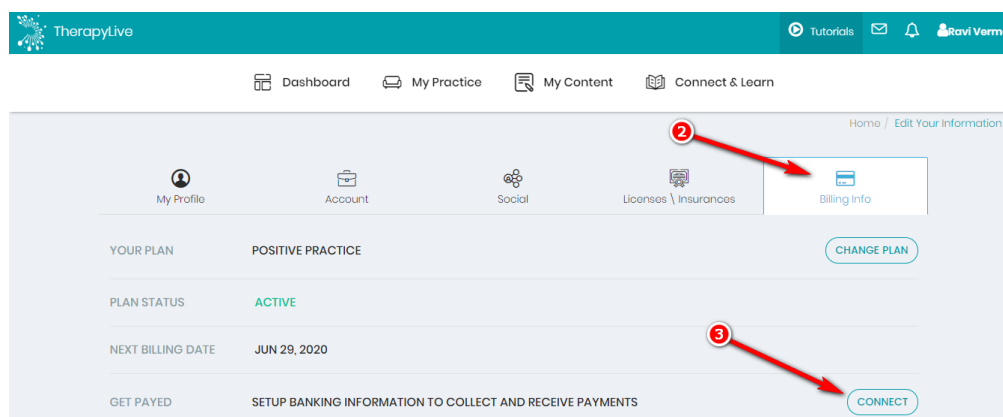 TherapyLive
Tutorials
Ravi Verm
Dashboard
My Practice
My Content
Connect & Learn
Home / Edit Your Information
2
My Profile
Account
Social
Licenses \ Insurances
Billing Info
YOUR PLAN POSITIVE PRACTICE CHANGE PLAN
PLAN STATUS ACTIVE
NEXT BILLING DATE JUN 29, 2020
3
GET PAYED SETUP BANKING INFORMATION TO COLLECT AND RECEIVE PAYMENTS CONNECT